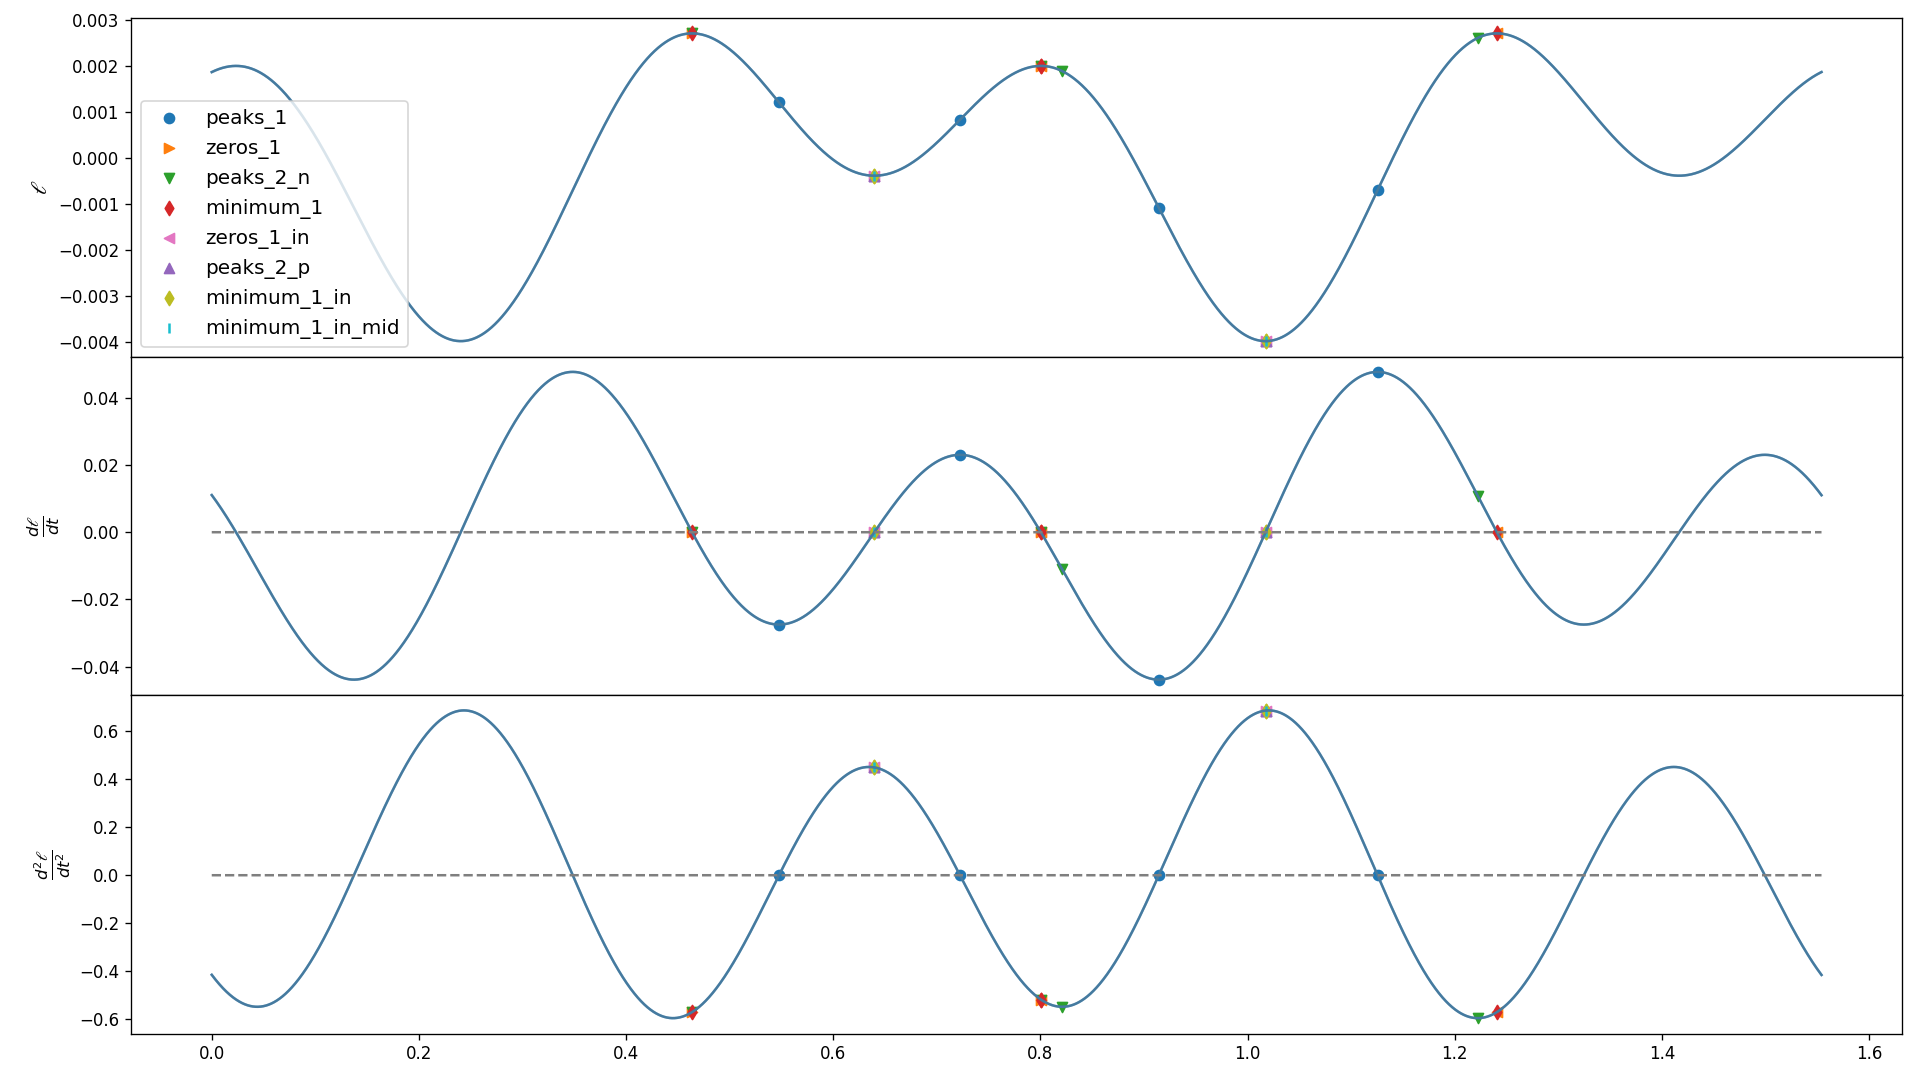 0.003
0.002
0.001
0.000
−0.001
−0.002
−0.003
−0.004
ℓ
peaks_1
zeros_1
peaks_2_n
minimum_1
zeros_1_in
peaks_2_p
minimum_1_in
minimum_1_in_mid
0.04
0.02
0.00
−0.02
−0.04
dℓ
dt
0.6
0.4
0.2
0.0
−0.2
−0.4
−0.6
d²ℓ
dt²
0.0 0.2 0.4 0.6 0.8 1.0 1.2 1.4 1.6